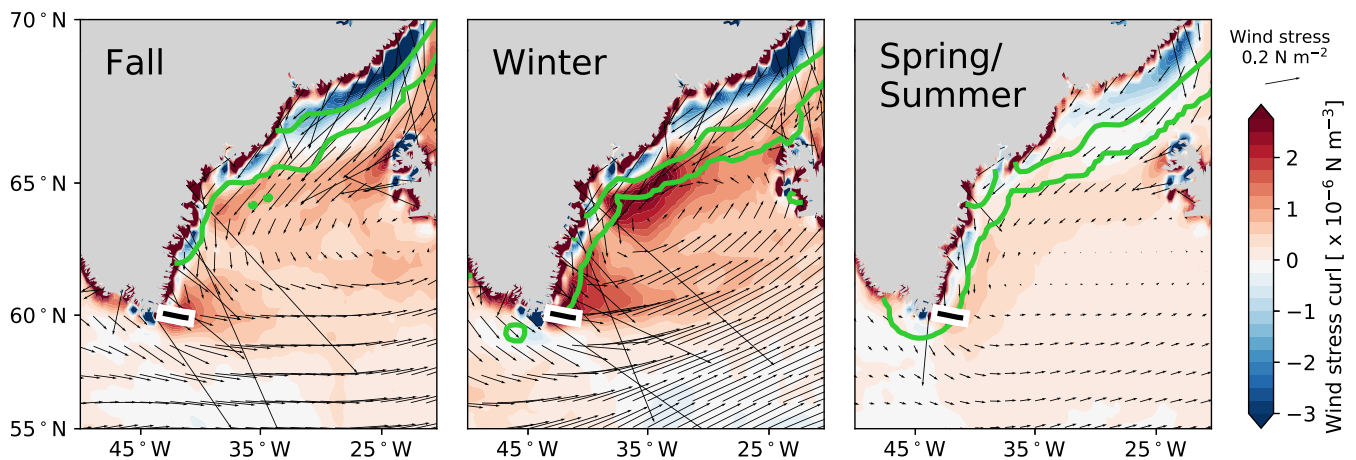 Fall
Winter
Spring/
Summer
70°N
65°N
60°N
55°N
45°W 35°W 25°W
45°W 35°W 25°W
45°W 35°W 25°W
Wind stress
0.2 N m−2
2
1
0
−1
−2
−3
Wind stress curl [ x 10−6 N m−3]